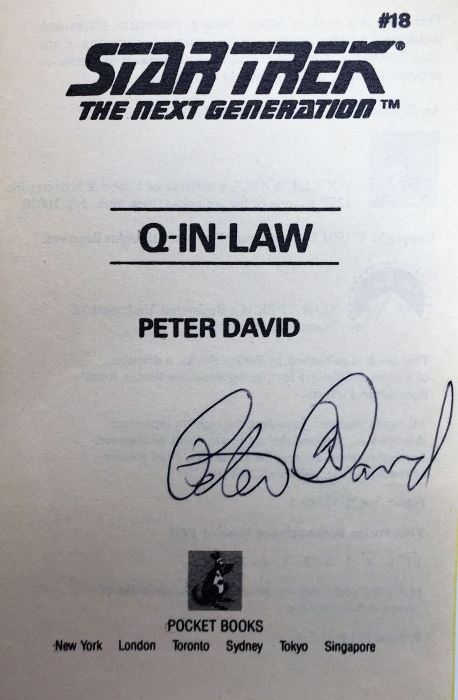 #18
STAR TREK®
THE NEXT GENERATION™
Q-IN-LAW
PETER DAVID
Peter David
POCKET BOOKS
New York London Toronto Sydney Tokyo Singapore